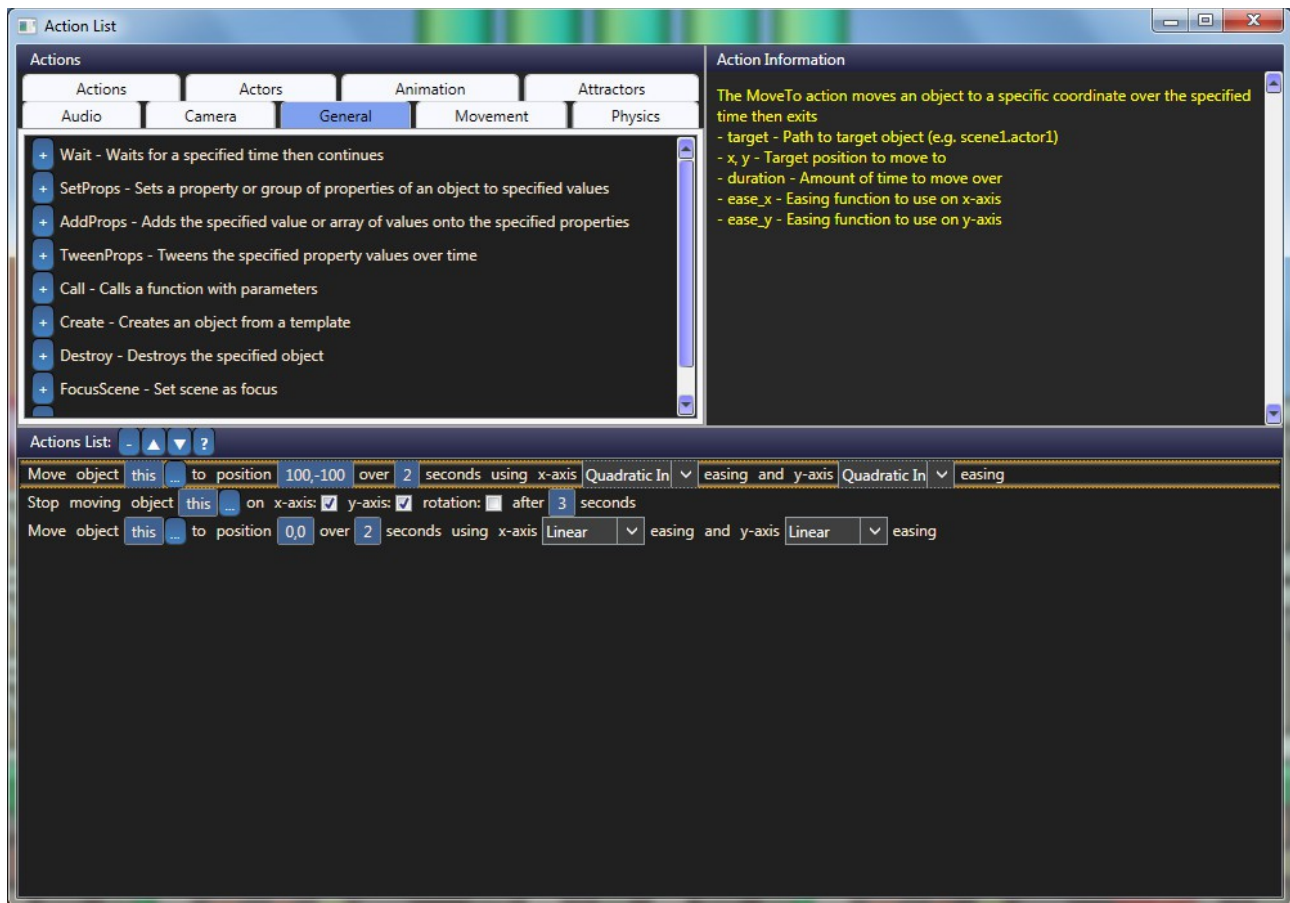 Action List
Actions
Actions Actors Animation Attractors
Audio Camera General Movement Physics
+ Wait - Waits for a specified time then continues
+ SetProps - Sets a property or group of properties of an object to specified values
+ AddProps - Adds the specified value or array of values onto the specified properties
+ TweenProps - Tweens the specified property values over time
+ Call - Calls a function with parameters
+ Create - Creates an object from a template
+ Destroy - Destroys the specified object
+ FocusScene - Set scene as focus
Action Information
The MoveTo action moves an object to a specific coordinate over the specified
time then exits
- target - Path to target object (e.g. scene1.actor1)
- x, y - Target position to move to
- duration - Amount of time to move over
- ease_x - Easing function to use on x-axis
- ease_y - Easing function to use on y-axis
Actions List: - ▲ ▼ ?
Move object this ... to position 100,-100 over 2 seconds using x-axis Quadratic In easing and y-axis Quadratic In easing
Stop moving object this ... on x-axis: y-axis: rotation: after 3 seconds
Move object this ... to position 0,0 over 2 seconds using x-axis Linear easing and y-axis Linear easing